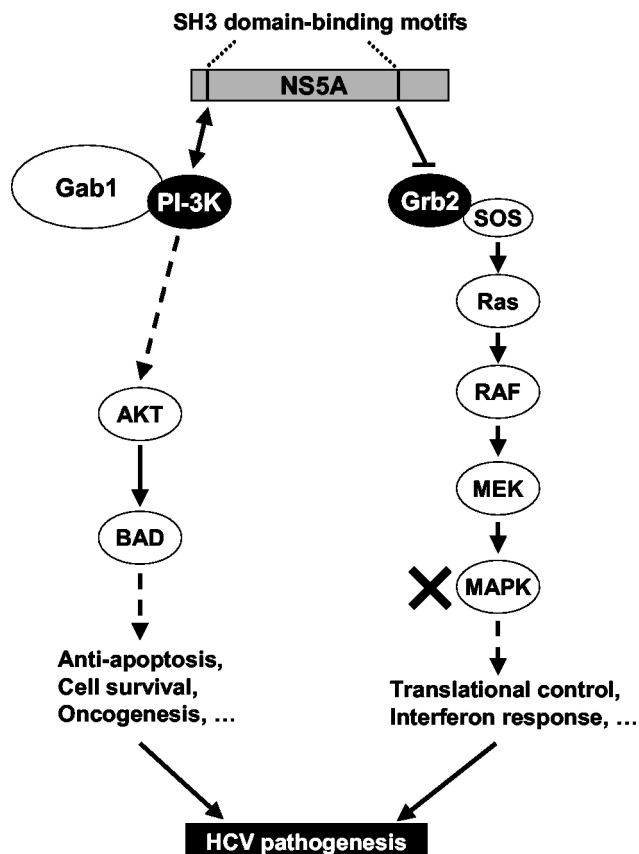 SH3 domain-binding motifs
NS5A
Gab1
PI-3K
Grb2
SOS
Ras
RAF
AKT
MEK
BAD
MAPK
Anti-apoptosis,
Cell survival,
Oncogenesis, ...
Translational control,
Interferon response, ...
HCV pathogenesis